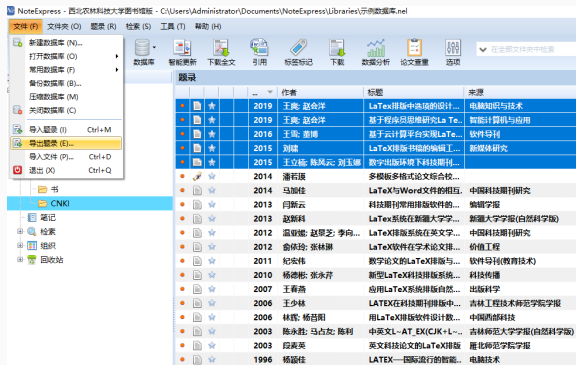 NoteExpress - 西北农林科技大学图书馆版 - C:\Users\Administrator\Documents\NoteExpress\Libraries\示例数据库.nel
文件 (F) 文件夹 (O) 题录 (R) 检索 (S) 工具 (T) 帮助 (H)
数据库 智能更新 下载全文 引用 标签标记 下载 数据分析 论文查重 选项 在全部文件夹中检索
新建数据库 (N)...
打开数据库 (O)
常用数据库 (F)
备份数据库 (B)...
压缩数据库 (M)
关闭数据库 (C)
导入题录 (I) Ctrl+M
导出题录 (E)...
导入文件 (P)... Ctrl+D
退出 (X) Ctrl+Q
书
CNKI
笔记
检索
组织
回收站
题录
... 作者 标题 来源
2019 王爽; 赵会洋 LaTex排版中选项的设计... 电脑知识与技术
2019 王爽; 赵会洋 基于程序员思维研究La Te... 智能计算机与应用
2016 王雪; 董博 基于云计算平台实现LaTe... 软件导刊
2015 刘啸 LaTeX排版书稿的编辑工... 新媒体研究
2015 王立楠; 陈凤云; 刘玉娜 数字出版环境下科技期刊...
2014 潘若琰 多模板多格式论文综合校...
2014 马加佳 LaTeX与Word文件的相互... 中国科技期刊研究
2013 闫新云 科技期刊常用排版软件的... 编辑学报
2013 赵新科 LaTex系统在新疆大学学... 新疆大学学报(自然科学版)
2012 温亚娜; 赵翠芝; 李向... LaTeX排版系统在英文学... 中国科技期刊研究
2012 俞依玲; 张林琳 LaTeX软件在学术论文排... 价值工程
2011 纪宏伟 数学论文的LaTeX排版与... 软件导刊(教育技术)
2010 杨德彬; 张永芹 新型LaTeX科技排版系统... 科技传播
2007 王春燕 应用LaTeX系统自然... 出版科学
2006 王少林 LATEX在科技期刊排版中... 吉林工程技术师范学院学报
2006 林辉; 杨若阳 用LaTeX排版软件设计数... 中国西部科技
2003 陈永胜; 马占友; 陈利 中英文L~AT_EX(CJK+L~... 吉林师范大学学报(自然科学版)
2003 段素英 英文科技论文的LaTeX排... 雁北师范学院学报
1996 杨颖佳 LATEX——国际流行的智能... 电脑技术